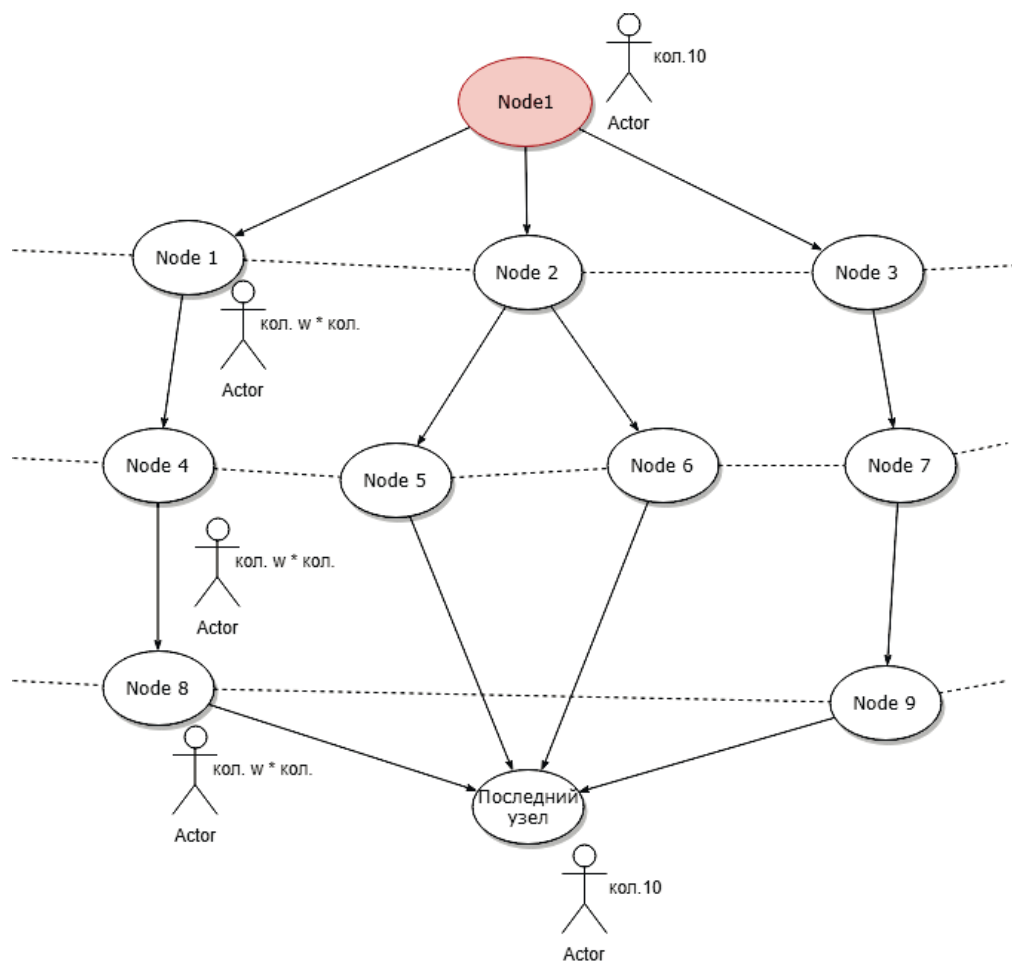 кол.10
Node1
Actor
Node 1
Node 2
Node 3
кол. w * кол.
Actor
Node 4
Node 5
Node 6
Node 7
кол. w * кол.
Actor
Node 8
Node 9
кол. w * кол.
Actor
Последний
узел
кол.10
Actor